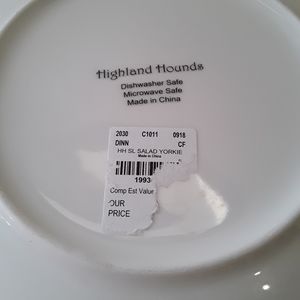 Highland Hounds
Dishwasher Safe
Microwave Safe
Made in China
2030 C1011 0918
DINN CF
HH SL SALAD YORKIE
Made in China
1993
Comp Est Value
OUR
PRICE